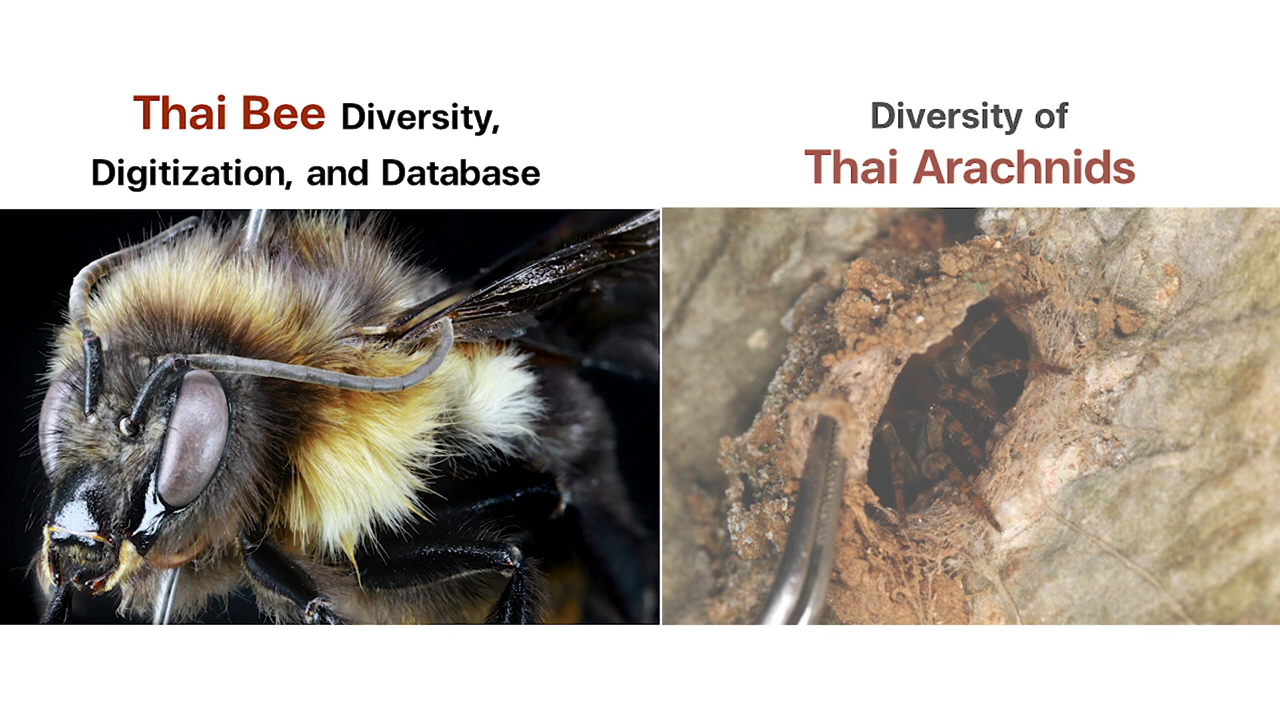 Thai Bee Diversity,
Digitization, and Database
Diversity of
Thai Arachnids